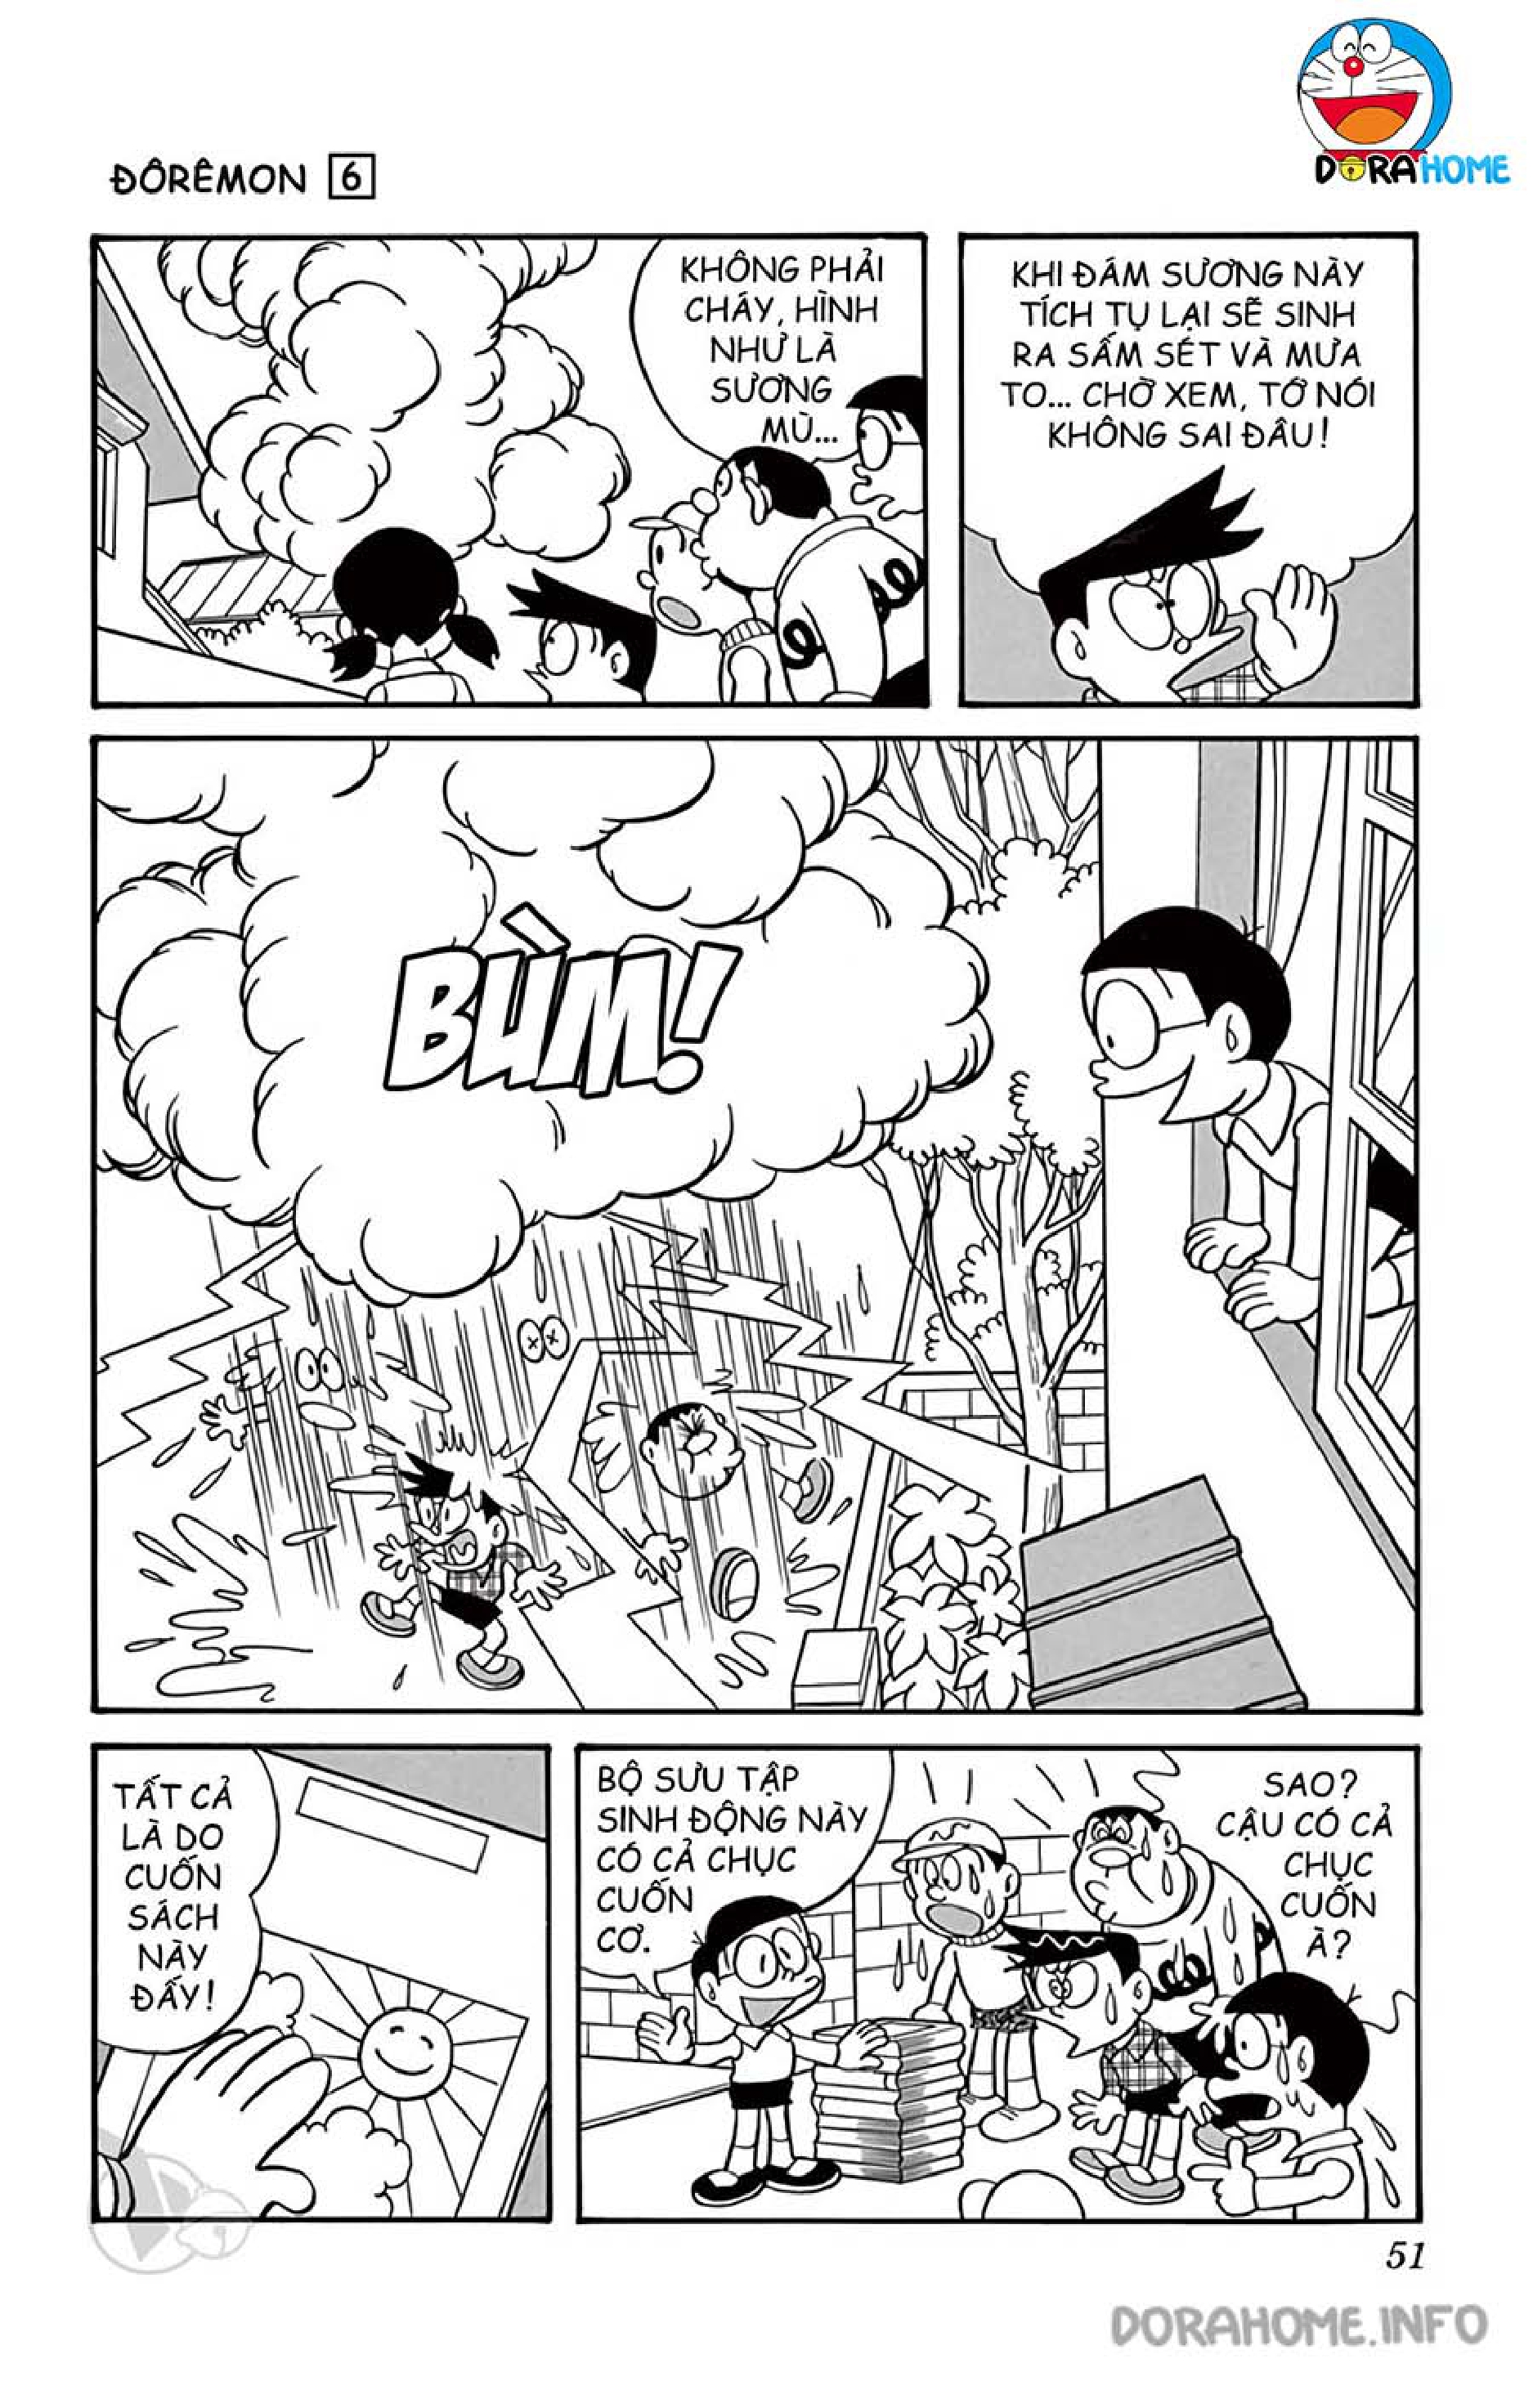 DORAHOME
ĐÔRÊMON 6
KHÔNG PHẢI
CHÁY, HÌNH
NHƯ LÀ
SƯƠNG
MÙ...
KHI ĐÁM SƯƠNG NÀY
TÍCH TỤ LẠI SẼ SINH
RA SẤM SÉT VÀ MƯA
TO... CHỜ XEM, TỚ NÓI
KHÔNG SAI ĐÂU!
BÙM!
TẤT CẢ
LÀ DO
CUỐN
SÁCH
NÀY
ĐẤY!
BỘ SƯU TẬP
SINH ĐỘNG NÀY
CÓ CẢ CHỤC
CUỐN
CƠ.
SAO?
CẬU CÓ CẢ
CHỤC
CUỐN
À?
51
DORAHOME.INFO